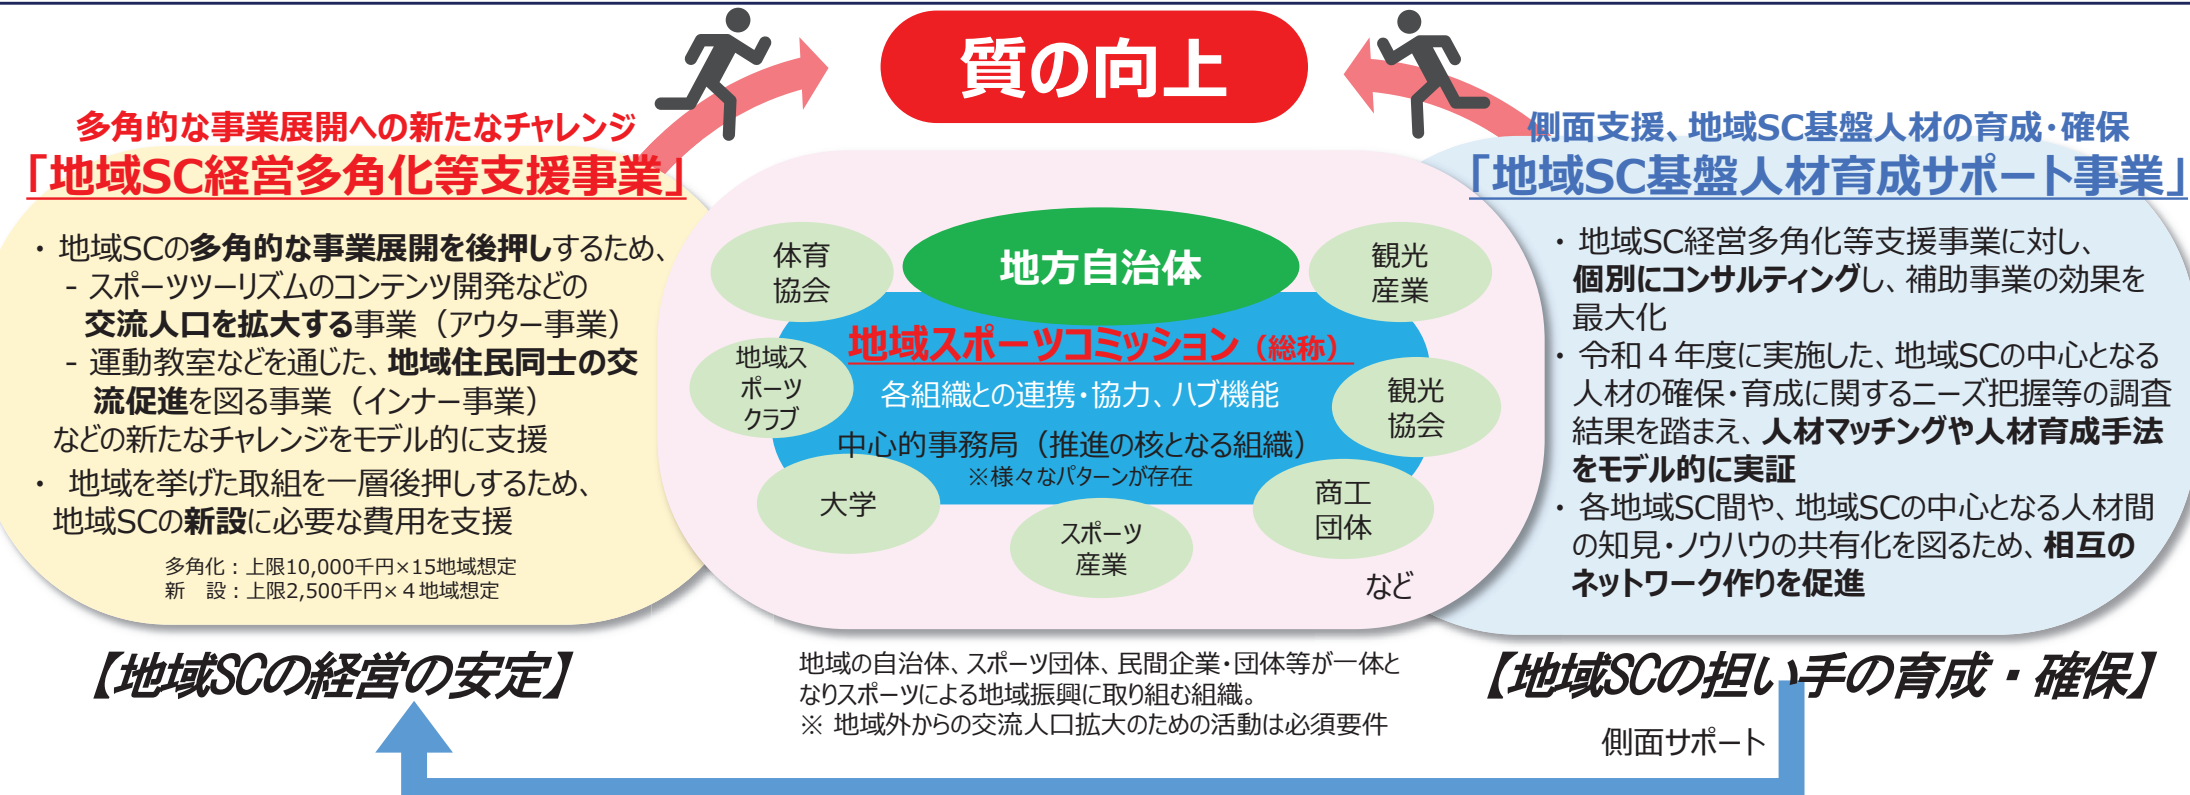 質の向上
多角的な事業展開への新たなチャレンジ
「地域SC経営多角化等支援事業」
・ 地域SCの多角的な事業展開を後押しするため、
- スポーツツーリズムのコンテンツ開発などの
交流人口を拡大する事業（アウター事業）
- 運動教室などを通じた、地域住民同士の交
流促進を図る事業（インナー事業）
などの新たなチャレンジをモデル的に支援
・ 地域を挙げた取組を一層後押しするため、
地域SCの新設に必要な費用を支援
多角化：上限10,000千円×15地域想定
新　設：上限2,500千円×４地域想定
【地域SCの経営の安定】
地方自治体
体育
協会
観光
産業
地域スポーツコミッション（総称）
地域ス
ポーツ
クラブ
各組織との連携・協力、ハブ機能
観光
協会
中心的事務局（推進の核となる組織）
※様々なパターンが存在
大学
商工
団体
スポーツ
産業
など
地域の自治体、スポーツ団体、民間企業・団体等が一体と
なりスポーツによる地域振興に取り組む組織。
※ 地域外からの交流人口拡大のための活動は必須要件
側面支援、地域SC基盤人材の育成・確保
「地域SC基盤人材育成サポート事業」
・ 地域SC経営多角化等支援事業に対し、
個別にコンサルティングし、補助事業の効果を
最大化
・ 令和４年度に実施した、地域SCの中心となる
人材の確保・育成に関するニーズ把握等の調査
結果を踏まえ、人材マッチングや人材育成手法
をモデル的に実証
・ 各地域SC間や、地域SCの中心となる人材間
の知見・ノウハウの共有化を図るため、相互の
ネットワーク作りを促進
【地域SCの担い手の育成・確保】
側面サポート